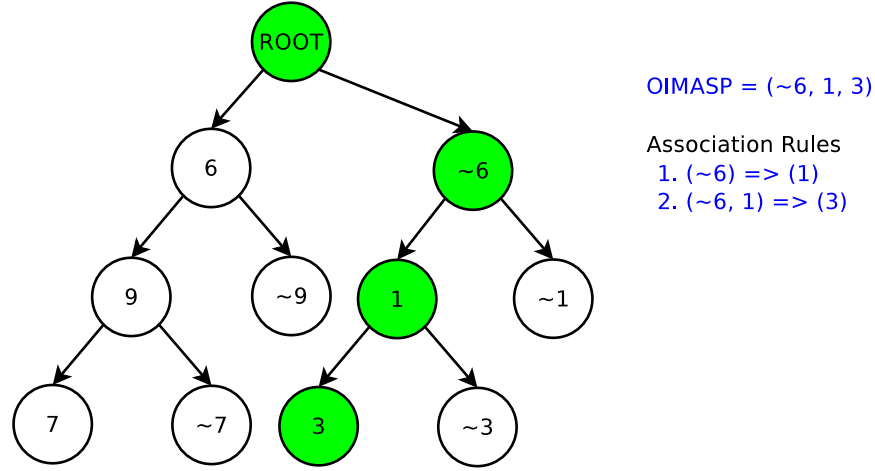 ROOT
OIMASP = (~6, 1, 3)
Association Rules
1. (~6) => (1)
2. (~6, 1) => (3)
6
~6
9
~9
1
~1
7
~7
3
~3